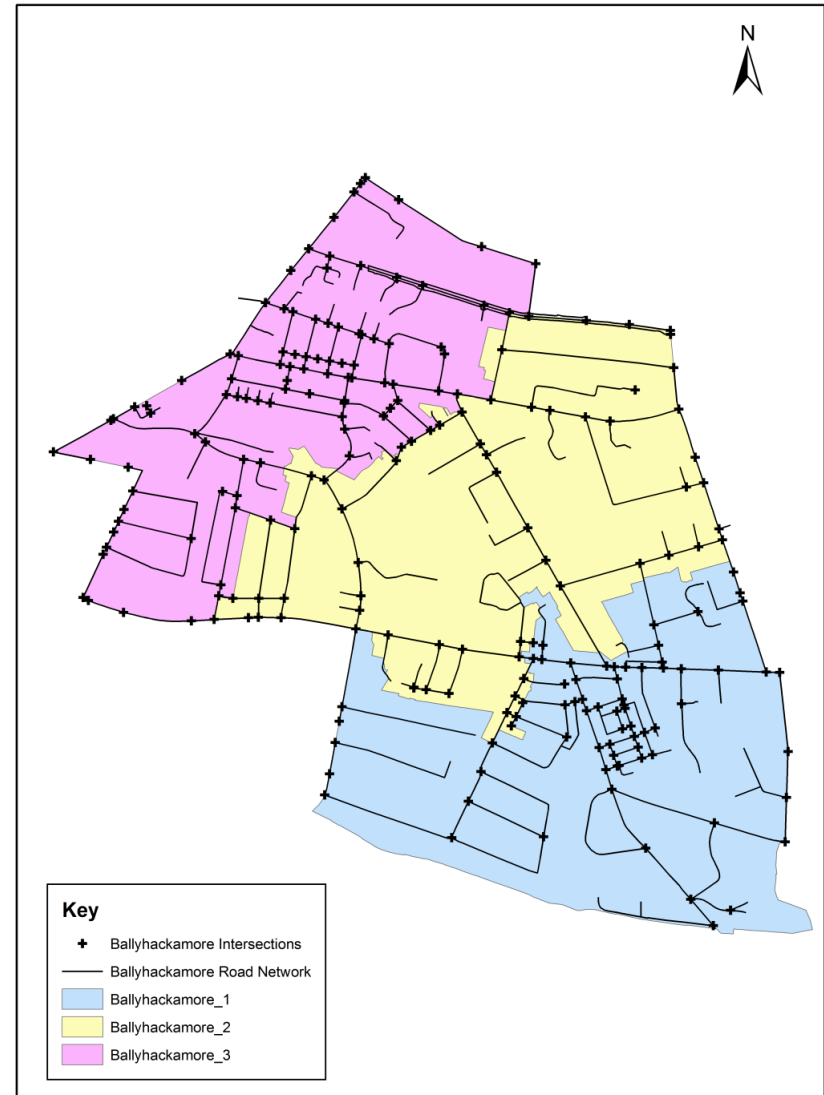 N
Key
Ballyhackamore Intersections
Ballyhackamore Road Network
Ballyhackamore_1
Ballyhackamore_2
Ballyhackamore_3